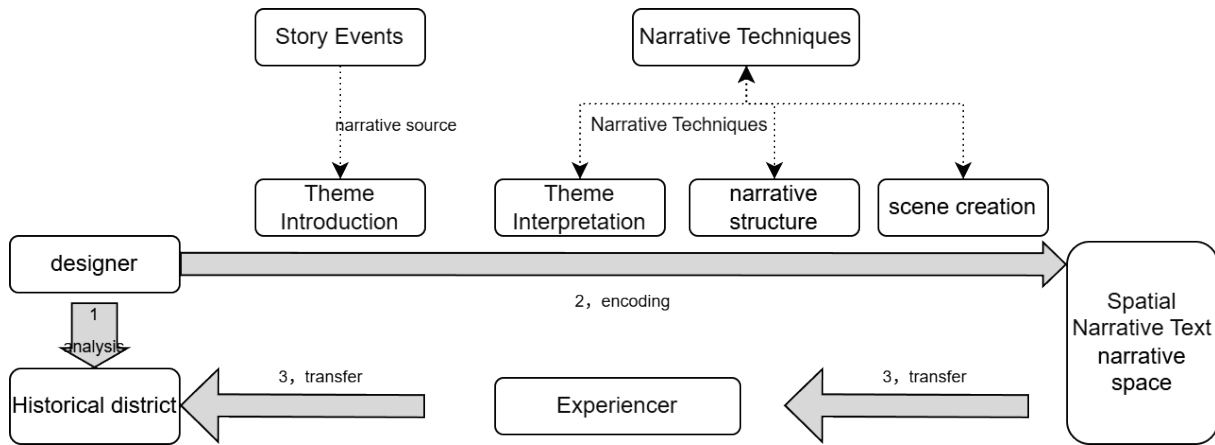 Story Events
Narrative Techniques
narrative source
Narrative Techniques
Theme
Introduction
Theme
Interpretation
narrative
structure
scene creation
designer
2，encoding
Spatial
Narrative Text
narrative
space
1
analysis
Historical district
3，transfer
Experiencer
3，transfer